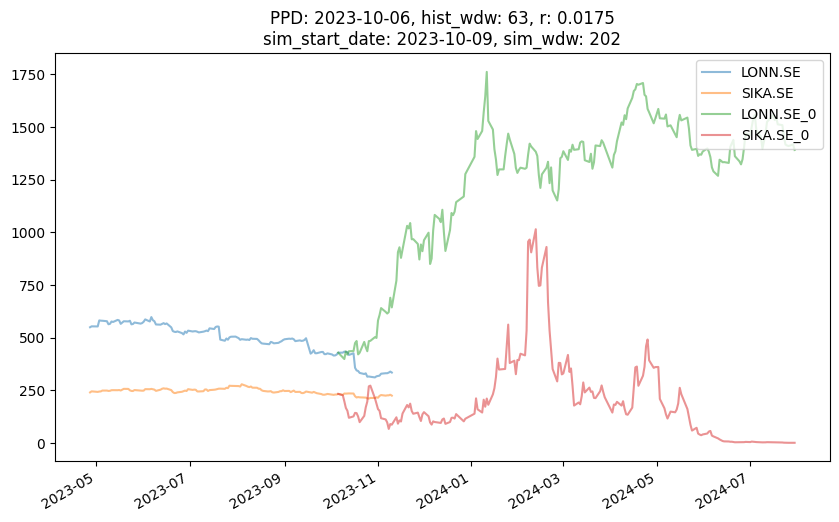 PPD: 2023-10-06, hist_wdw: 63, r: 0.0175
sim_start_date: 2023-10-09, sim_wdw: 202
LONN.SE
SIKA.SE
LONN.SE_0
SIKA.SE_0
1750
1500
1250
1000
750
500
250
0
2023-05
2023-07
2023-09
2023-11
2024-01
2024-03
2024-05
2024-07